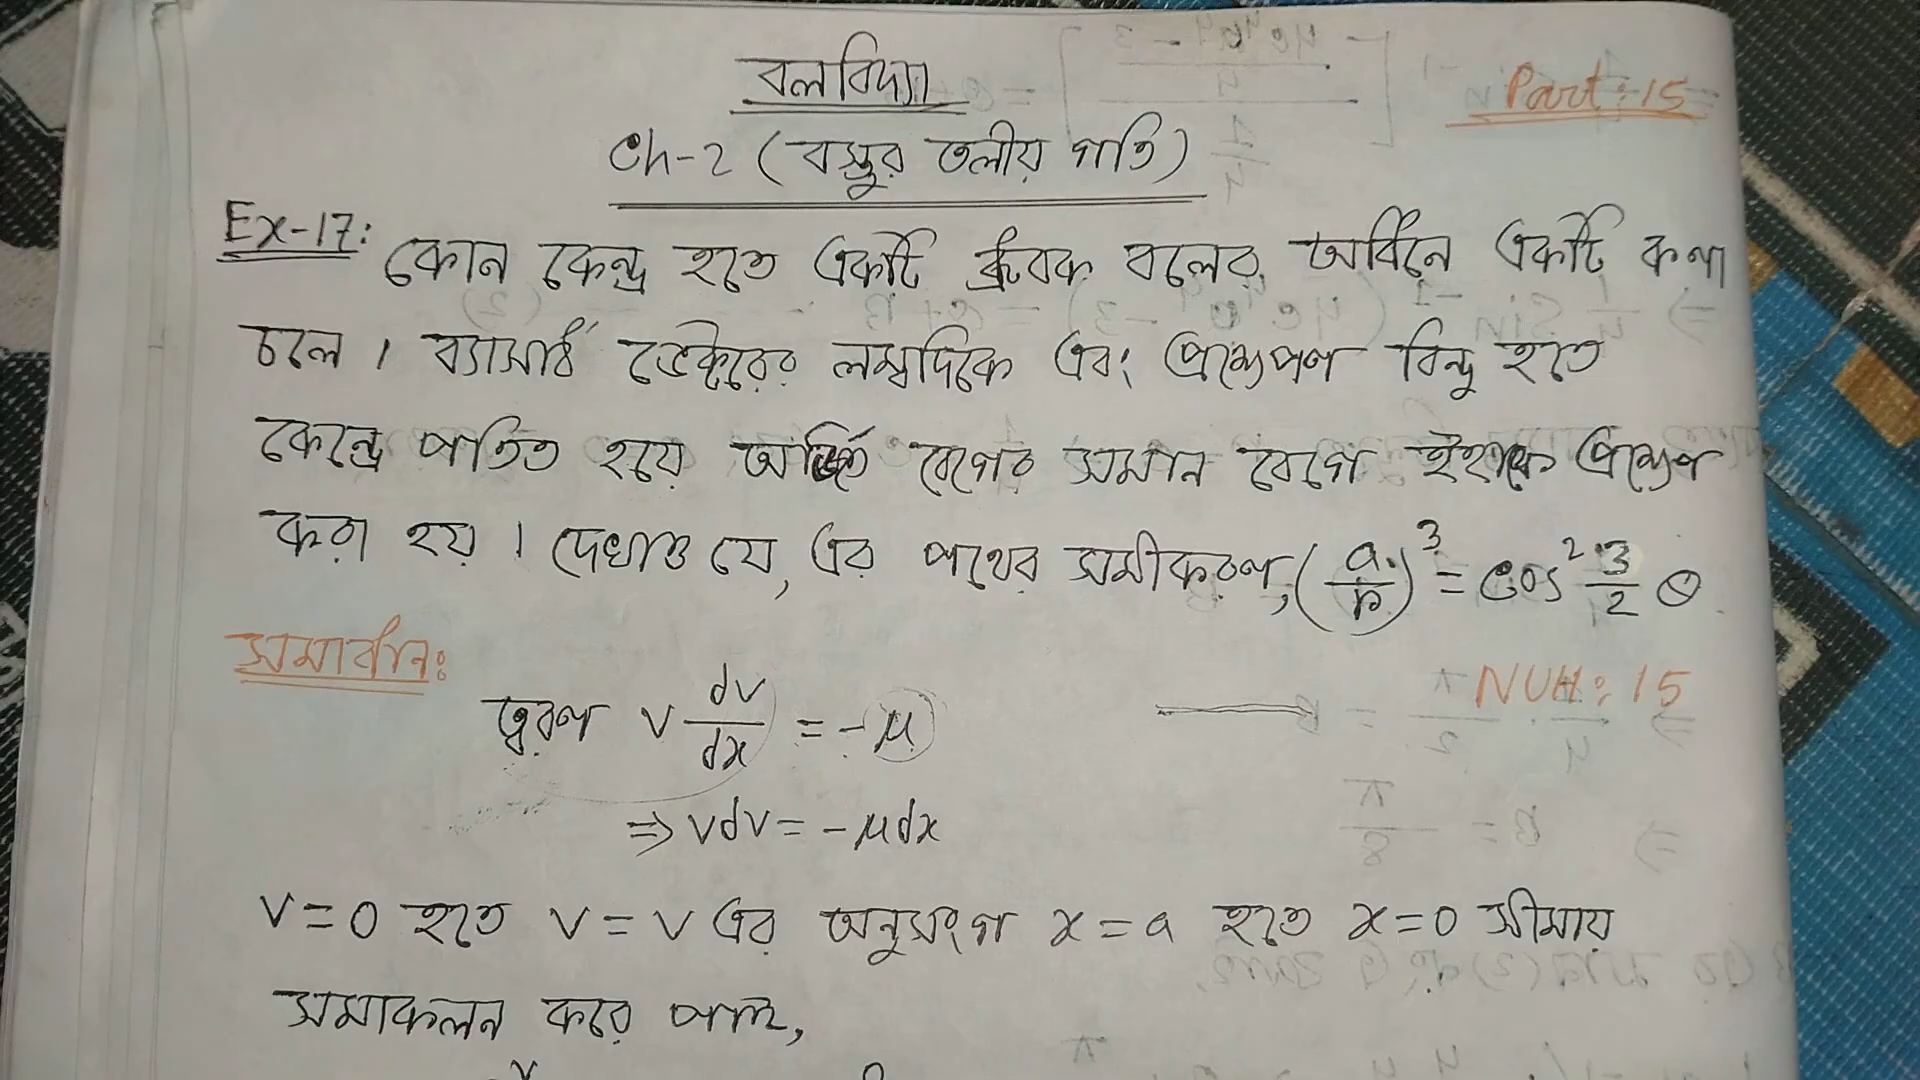 বলবিদ্যা
Part: 15
Ch-2 (বস্তুর তলীয় গতি)
Ex-17: কোন কেন্দ্র হতে একটি ধ্রুবক বলের অধিনে একটি কণা
চলে। ব্যাসার্ধ ভেক্টরের লম্বদিকে এবং প্রক্ষেপণ বিন্দু হতে
কেন্দ্রে পতিত হয়ে অর্জিত বেগের সমান বেগে ইহাকে প্রক্ষেপ
করা হয়। দেখাও যে, এর পথের সমীকরণ, (a/r)³ = cos² 3/2 θ
সমাধান:
NUH: 15
ত্বরণ v dv/dx = -μ
⇒ vdv = -μdx
v = 0 হতে v = v এর অনুসংগ x = a হতে x = 0 সীমায়
সমাকলন করে পাই,